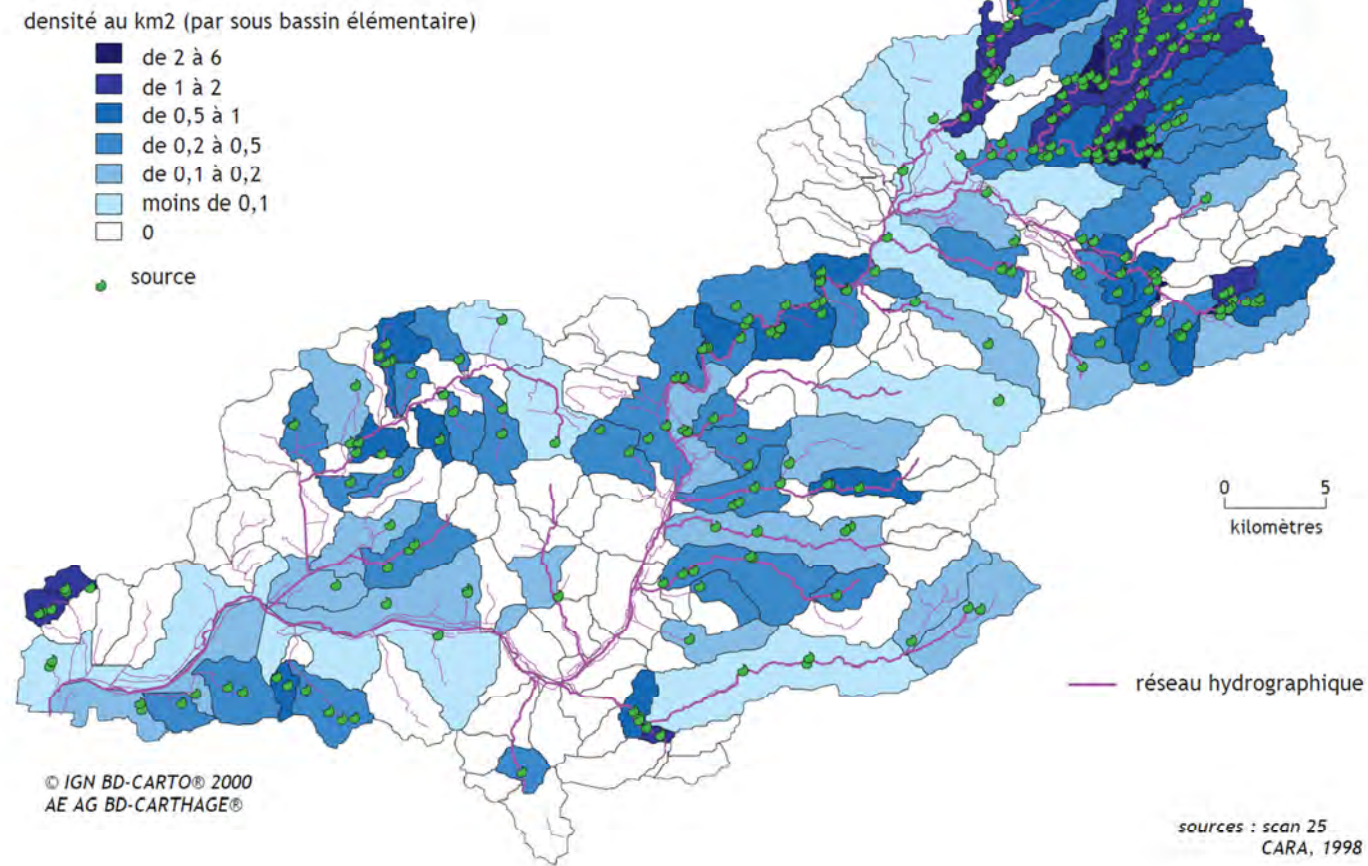 densité au km2 (par sous bassin élémentaire)
de 2 à 6
de 1 à 2
de 0,5 à 1
de 0,2 à 0,5
de 0,1 à 0,2
moins de 0,1
0
source
0 5
kilomètres
réseau hydrographique
© IGN BD-CARTO® 2000
AE AG BD-CARTHAGE®
sources : scan 25
CARA, 1998